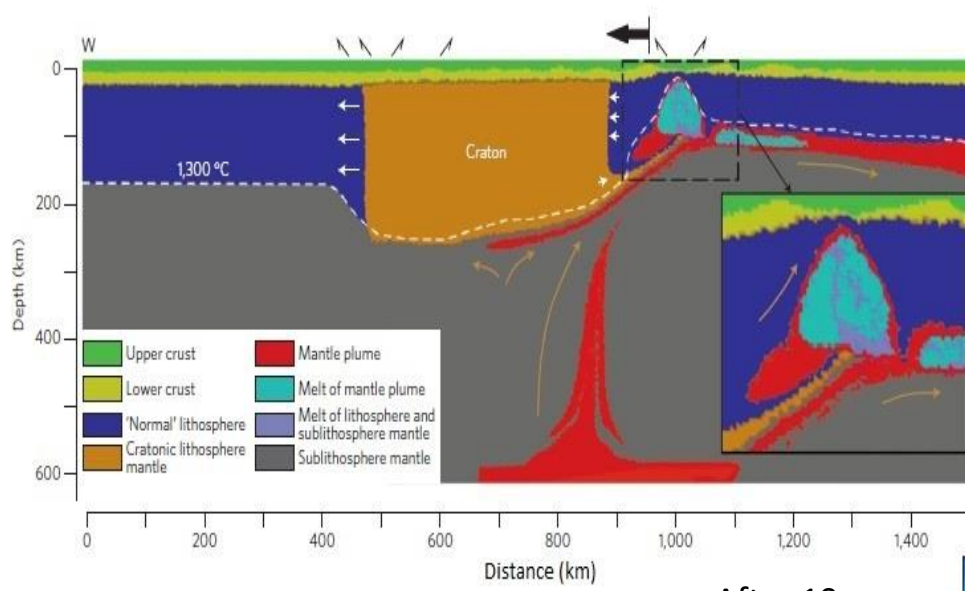 W
0
200
400
600
Depth (km)
1,300 ºC
Craton
Upper crust
Lower crust
'Normal' lithosphere
Cratonic lithosphere
mantle
Mantle plume
Melt of mantle plume
Melt of lithosphere and
sublithosphere mantle
Sublithosphere mantle
0 200 400 600 800 1,000 1,200 1,400
Distance (km)